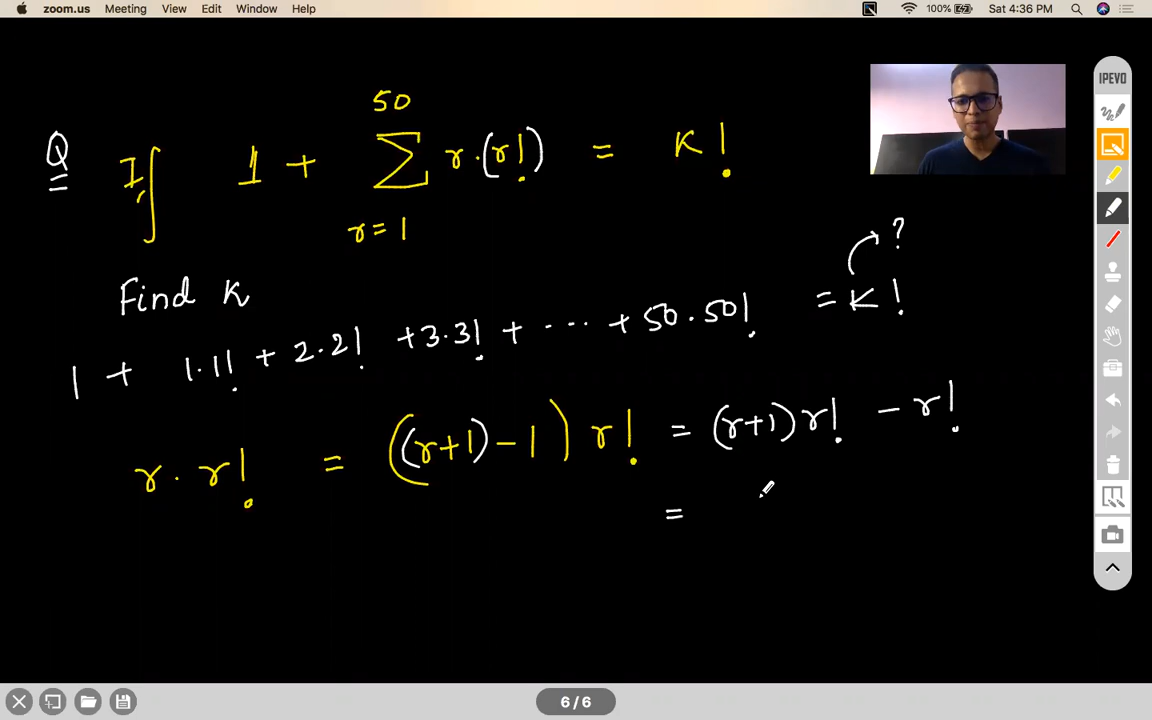 zoom.us Meeting View Edit Window Help 100% Sat 4:36 PM
IPEVO
50
Q If 1 + ∑ r·(r!) = K!
r = 1
?
Find K
1 + 1·1! + 2·2! + 3·3! + ··· + 50·50! = K!
r·r! = ((r+1) - 1) r! = (r+1) r! - r!
=
6 / 6